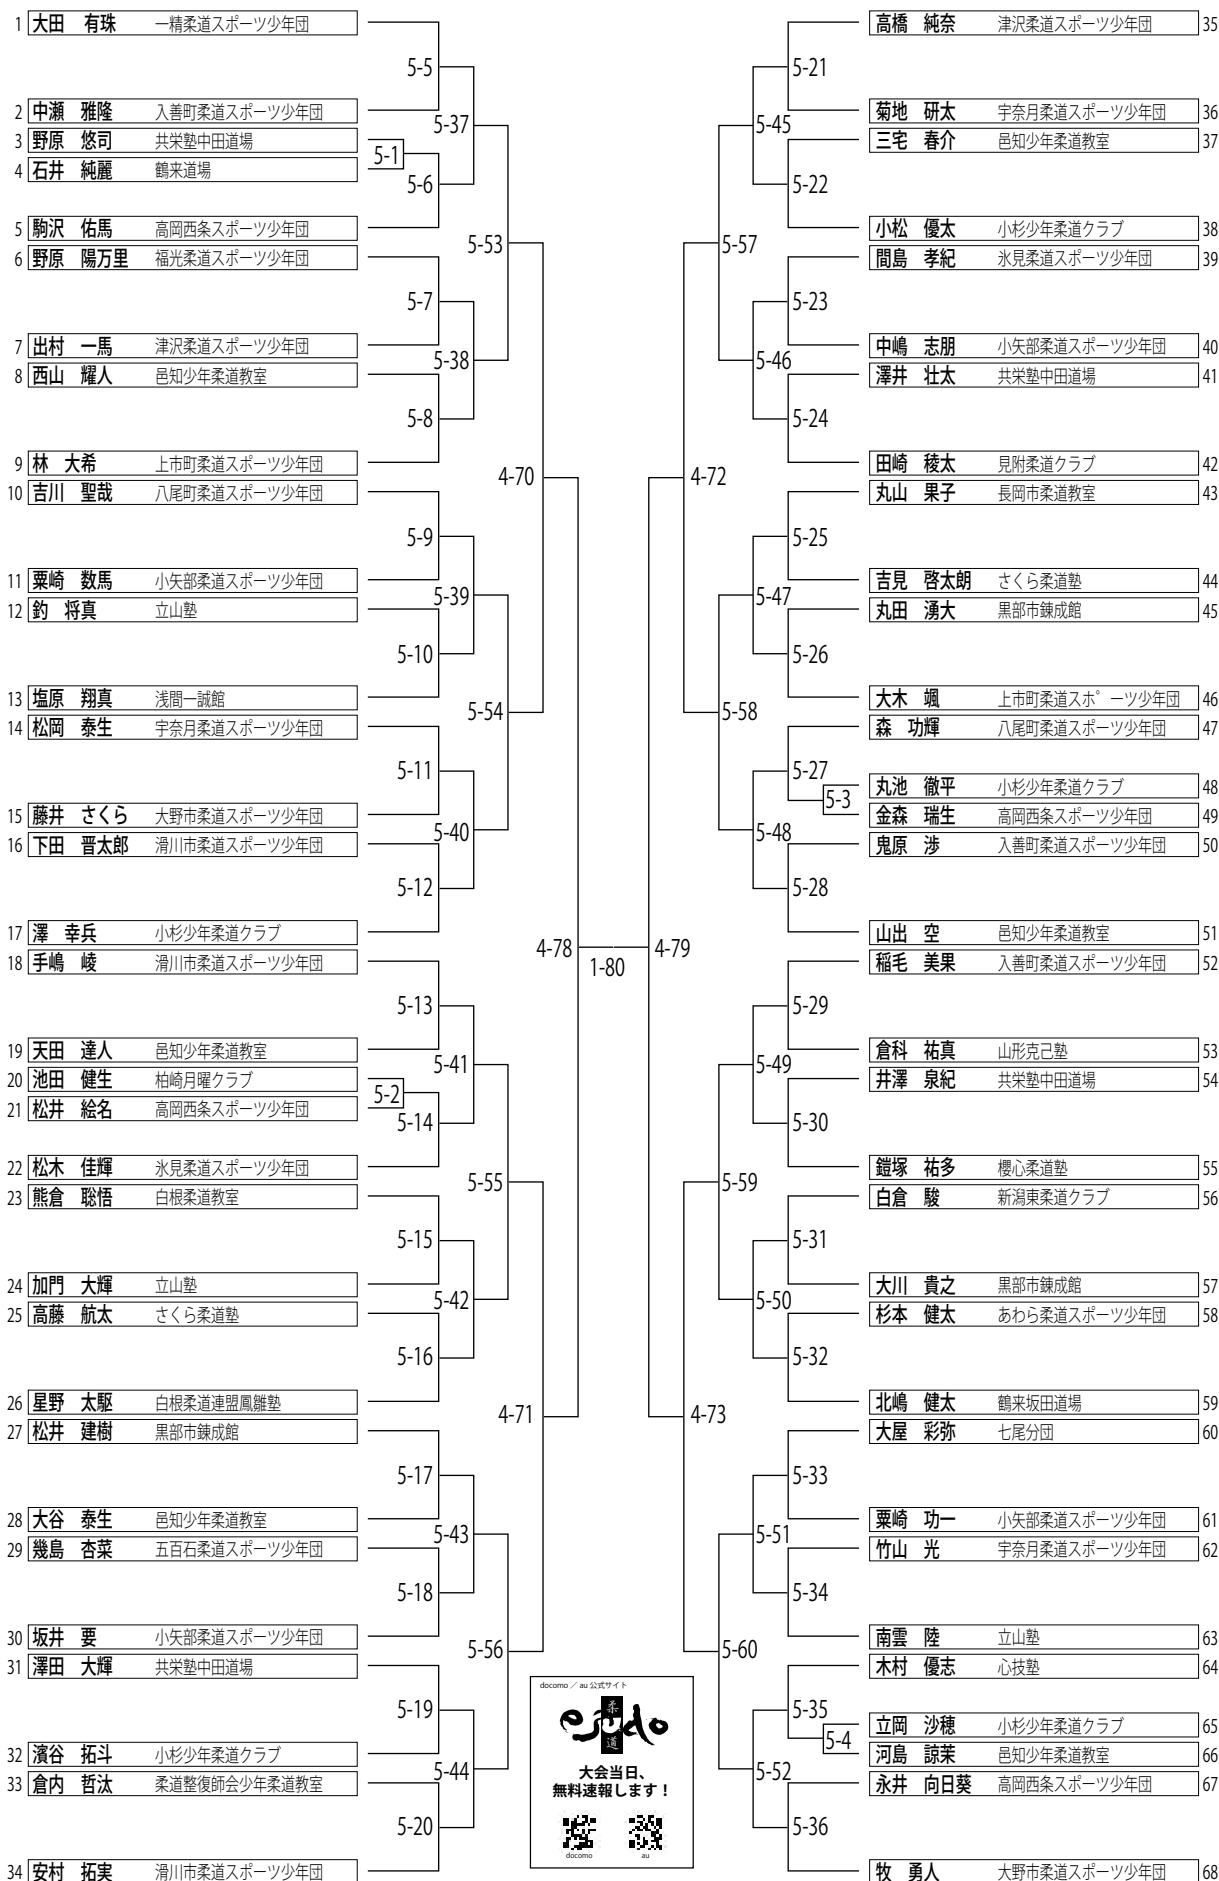 1 大田 有珠 一精柔道スポーツ少年団
5-5
2 中瀬 雅隆 入善町柔道スポーツ少年団
5-37
3 野原 悠司 共栄塾中田道場
5-1
4 石井 純麗 鶴来道場
5-6
5 駒沢 佑馬 高岡西条スポーツ少年団
5-53
6 野原 陽万里 福光柔道スポーツ少年団
5-7
7 出村 一馬 津沢柔道スポーツ少年団
5-38
8 西山 耀人 邑知少年柔道教室
5-8
9 林 大希 上市町柔道スポーツ少年団
4-70
10 吉川 聖哉 八尾町柔道スポーツ少年団
5-9
11 粟崎 数馬 小矢部柔道スポーツ少年団
5-39
12 釣 将真 立山塾
5-10
13 塩原 翔真 浅間一誠館
5-54
14 松岡 泰生 宇奈月柔道スポーツ少年団
5-11
15 藤井 さくら 大野市柔道スポーツ少年団
5-40
16 下田 晋太郎 滑川市柔道スポーツ少年団
5-12
17 澤 幸兵 小杉少年柔道クラブ
4-78
18 手嶋 崚 滑川市柔道スポーツ少年団
5-13
19 天田 達人 邑知少年柔道教室
5-41
20 池田 健生 柏崎月曜クラブ
5-2
21 松井 絵名 高岡西条スポーツ少年団
5-14
22 松木 佳輝 氷見柔道スポーツ少年団
5-55
23 熊倉 聡悟 白根柔道教室
5-15
24 加門 大輝 立山塾
5-42
25 高藤 航太 さくら柔道塾
5-16
26 星野 太駆 白根柔道連盟鳳雛塾
4-71
27 松井 建樹 黒部市錬成館
5-17
28 大谷 泰生 邑知少年柔道教室
5-43
29 幾島 杏菜 五百石柔道スポーツ少年団
5-18
30 坂井 要 小矢部柔道スポーツ少年団
5-56
31 澤田 大輝 共栄塾中田道場
5-19
32 濱谷 拓斗 小杉少年柔道クラブ
5-44
33 倉内 哲汰 柔道整復師会少年柔道教室
5-20
34 安村 拓実 滑川市柔道スポーツ少年団
1-80
高橋 純奈 津沢柔道スポーツ少年団 35
5-21
菊地 研太 宇奈月柔道スポーツ少年団 36
5-45
三宅 春介 邑知少年柔道教室 37
5-22
小松 優太 小杉少年柔道クラブ 38
5-57
間島 孝紀 氷見柔道スポーツ少年団 39
5-23
中嶋 志朋 小矢部柔道スポーツ少年団 40
5-46
澤井 壮太 共栄塾中田道場 41
5-24
田崎 稜太 見附柔道クラブ 42
4-72
丸山 果子 長岡市柔道教室 43
5-25
吉見 啓太朗 さくら柔道塾 44
5-47
丸田 湧大 黒部市錬成館 45
5-26
大木 颯 上市町柔道スポ゜ーツ少年団 46
5-58
森 功輝 八尾町柔道スポーツ少年団 47
5-27
丸池 徹平 小杉少年柔道クラブ 48
5-3
金森 瑞生 高岡西条スポーツ少年団 49
5-48
鬼原 渉 入善町柔道スポーツ少年団 50
5-28
山出 空 邑知少年柔道教室 51
4-79
稲毛 美果 入善町柔道スポーツ少年団 52
5-29
倉科 祐真 山形克己塾 53
5-49
井澤 泉紀 共栄塾中田道場 54
5-30
鎧塚 祐多 櫻心柔道塾 55
5-59
白倉 駿 新潟東柔道クラブ 56
5-31
大川 貴之 黒部市錬成館 57
5-50
杉本 健太 あわら柔道スポーツ少年団 58
5-32
北嶋 健太 鶴来坂田道場 59
4-73
大屋 彩弥 七尾分団 60
5-33
粟崎 功一 小矢部柔道スポーツ少年団 61
5-51
竹山 光 宇奈月柔道スポーツ少年団 62
5-34
南雲 陸 立山塾 63
5-60
木村 優志 心技塾 64
5-35
立岡 沙穂 小杉少年柔道クラブ 65
5-4
河島 諒茉 邑知少年柔道教室 66
5-52
永井 向日葵 高岡西条スポーツ少年団 67
5-36
牧 勇人 大野市柔道スポーツ少年団 68
docomo ／ au 公式サイト
ejudo
柔道
大会当日、
無料速報します！
docomo au